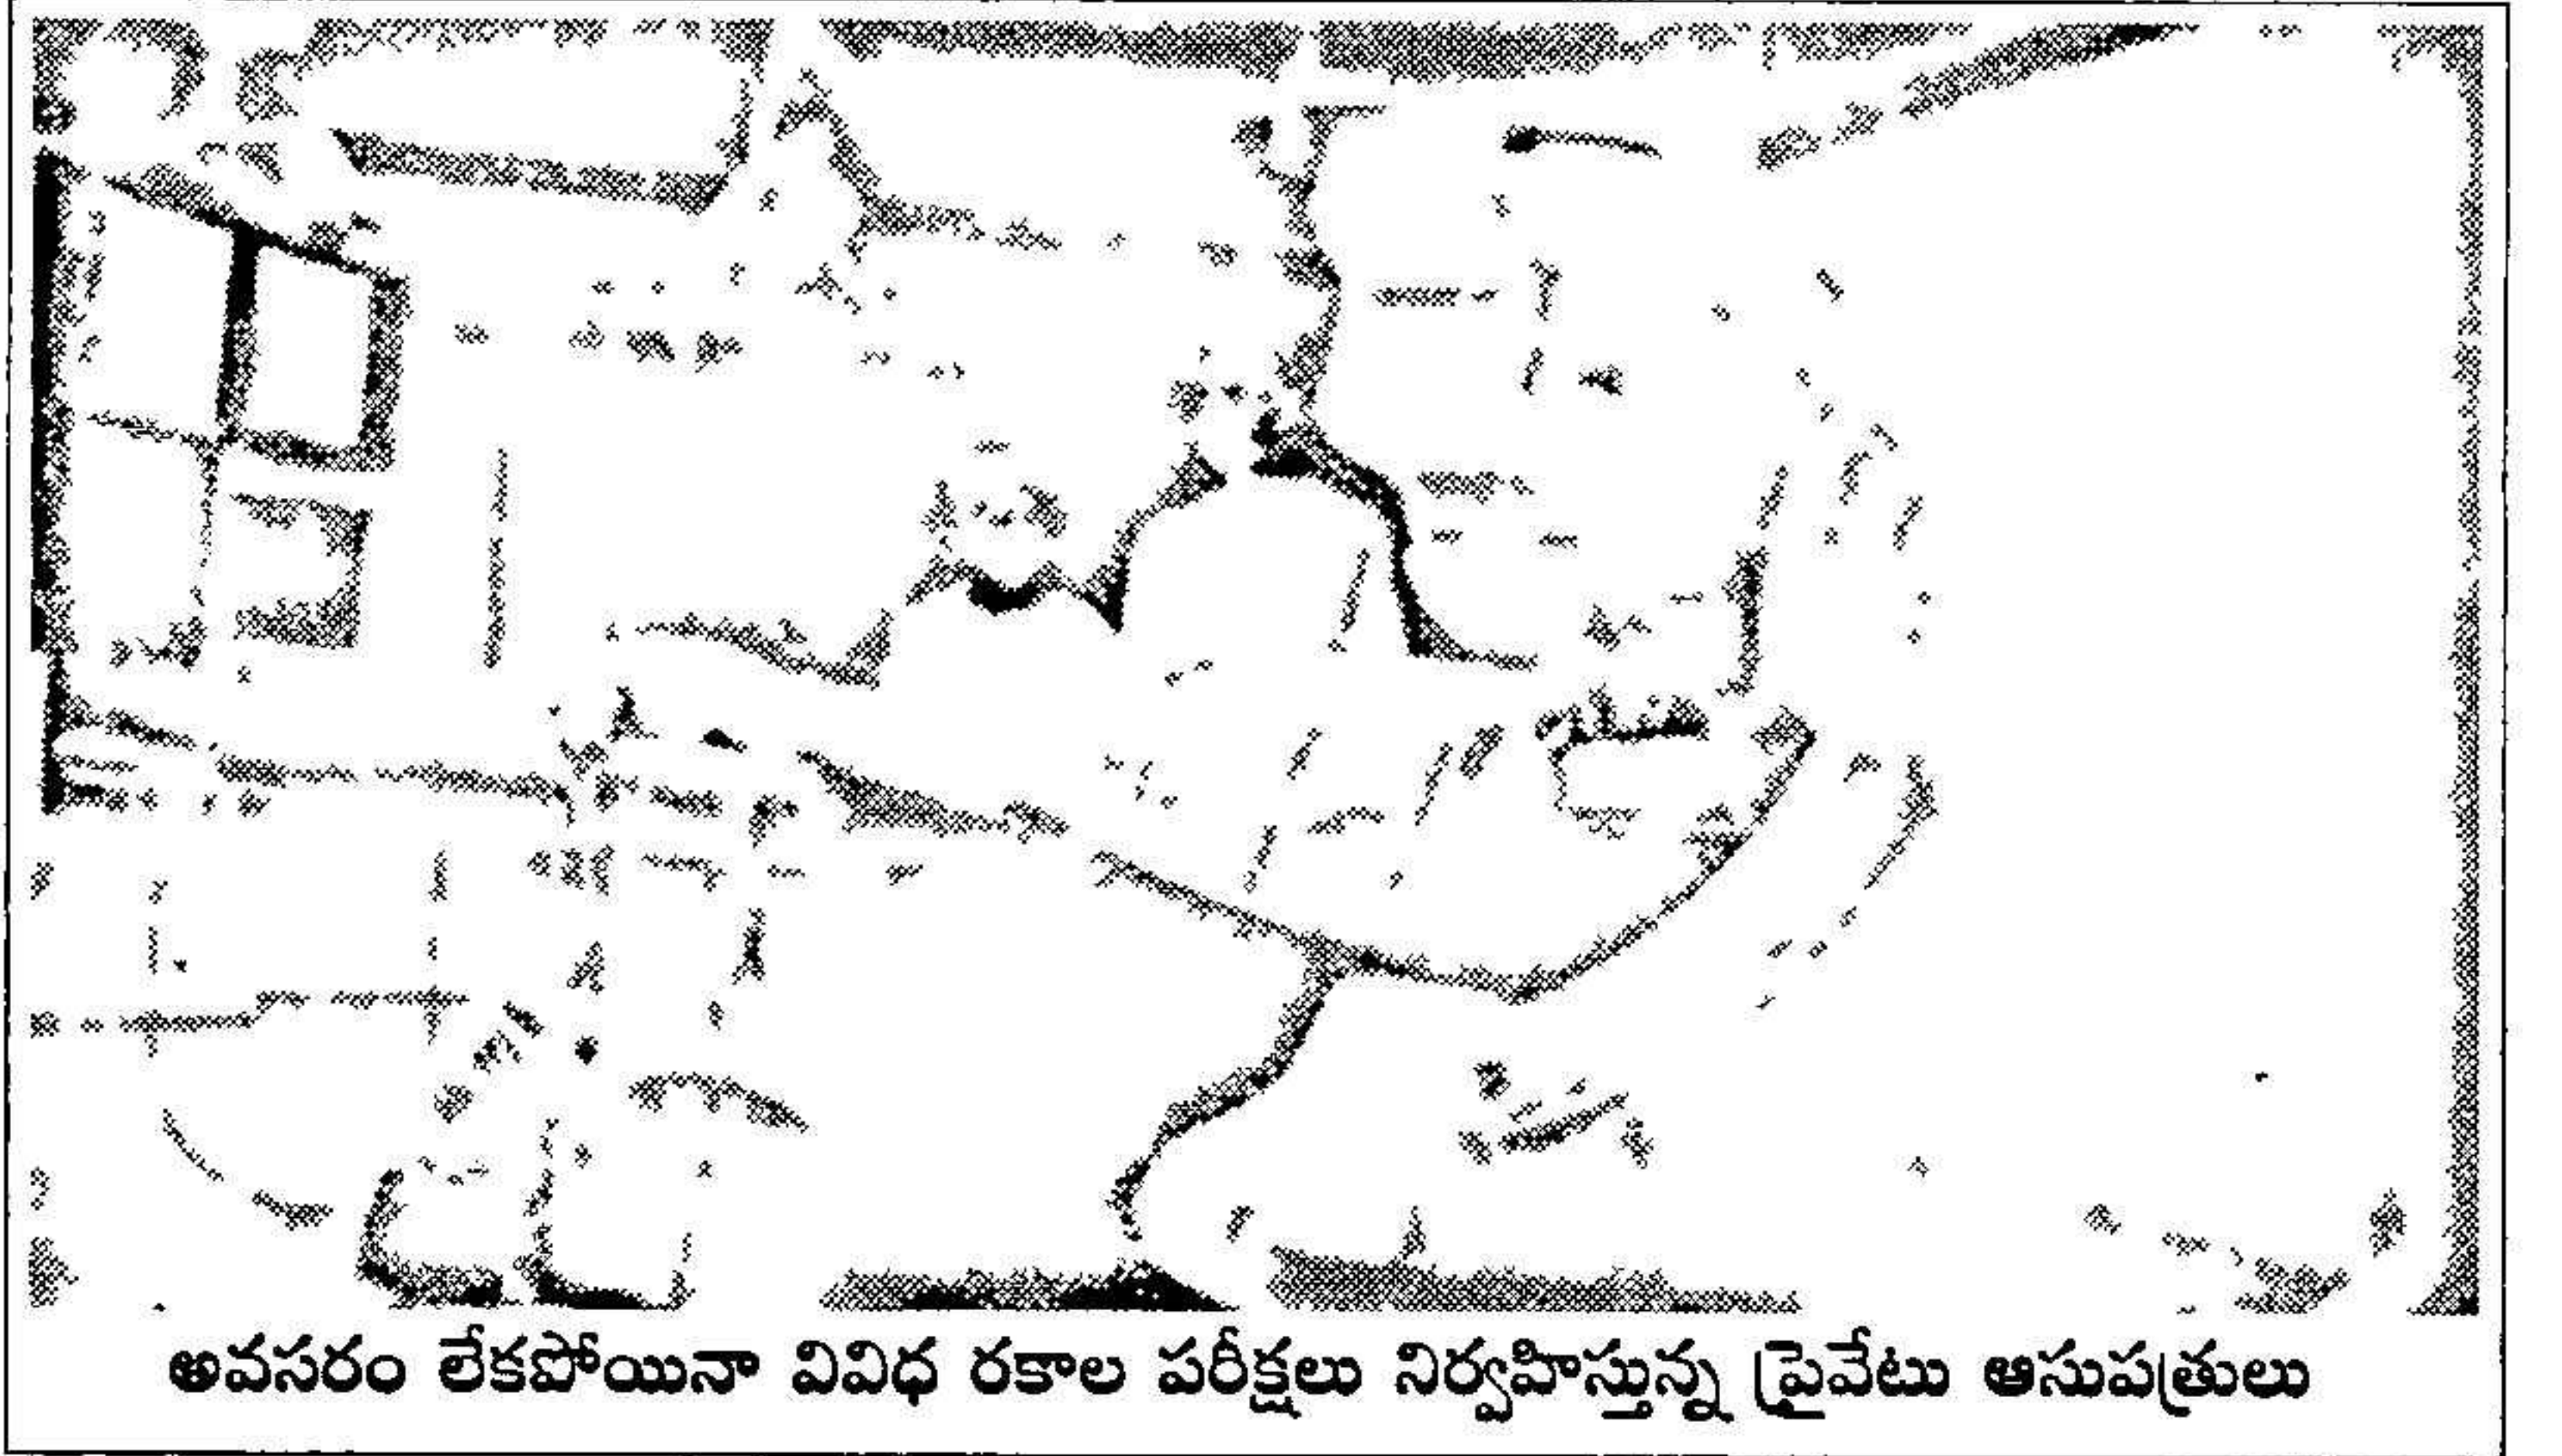 అవసరం లేకపోయినా వివిధ రకాల పరీక్షలు నిర్వహిస్తున్న ప్రైవేటు ఆసుపత్రులు